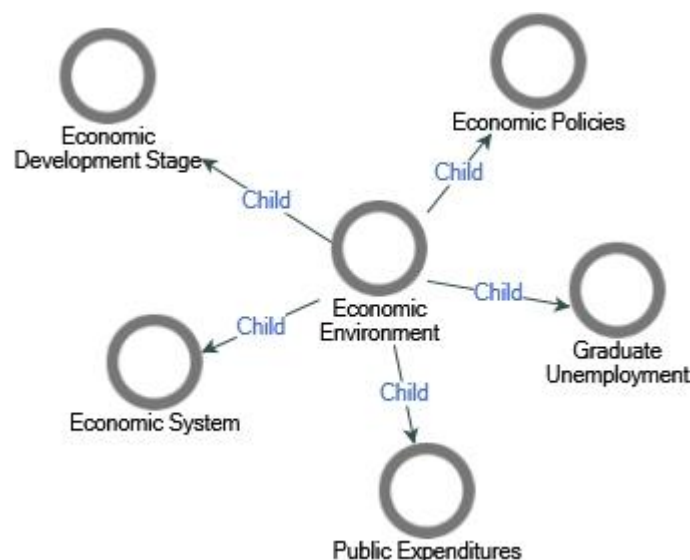 Economic Policies
Economic
Development Stage
Child
Child
Economic
Environment
Child
Child
Graduate
Unemployment
Economic System
Child
Public Expenditures